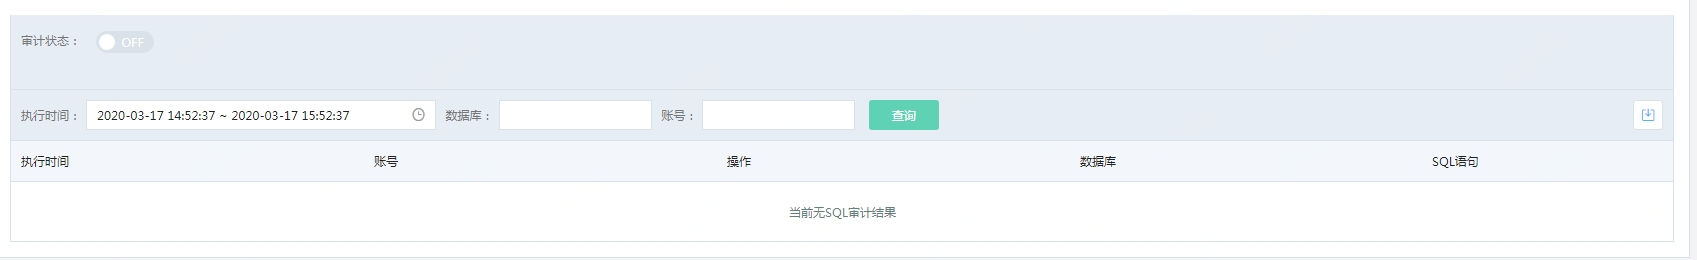 审计状态： OFF
执行时间： 2020-03-17 14:52:37 ~ 2020-03-17 15:52:37 数据库： 账号： 查询
执行时间 账号 操作 数据库 SQL语句
当前无SQL审计结果